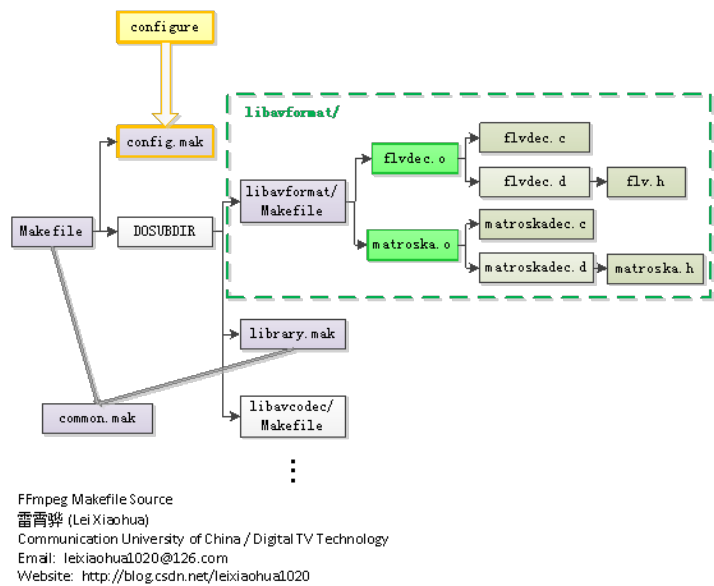 configure
libavformat/
config.mak
flvdec.o
flvdec.c
flvdec.d
flv.h
libavformat/
Makefile
Makefile
DOSUBDIR
matroska.o
matroskadec.c
matroskadec.d
matroska.h
library.mak
common.mak
libavcodec/
Makefile
FFmpeg Makefile Source
雷霄骅 (Lei Xiaohua)
Communication University of China / Digital TV Technology
Email: leixiaohua1020@126.com
Website: http://blog.csdn.net/leixiaohua1020